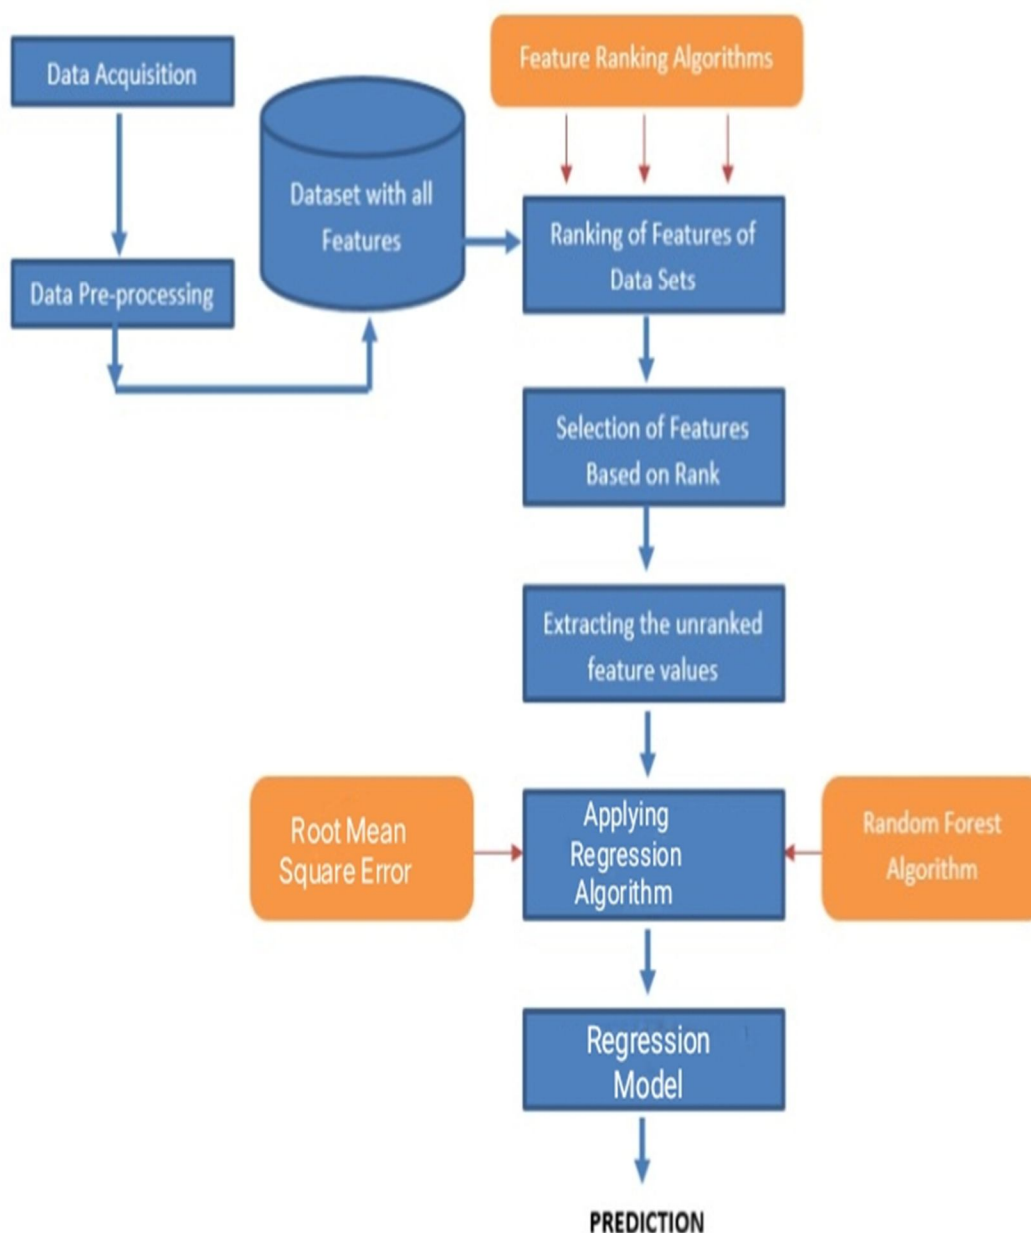 Data Acquisition
Data Pre-processing
Dataset with all
Features
Feature Ranking Algorithms
Ranking of Features of
Data Sets
Selection of Features
Based on Rank
Extracting the unranked
feature values
Root Mean
Square Error
Applying
Regression
Algorithm
Random Forest
Algorithm
Regression
Model
PREDICTION